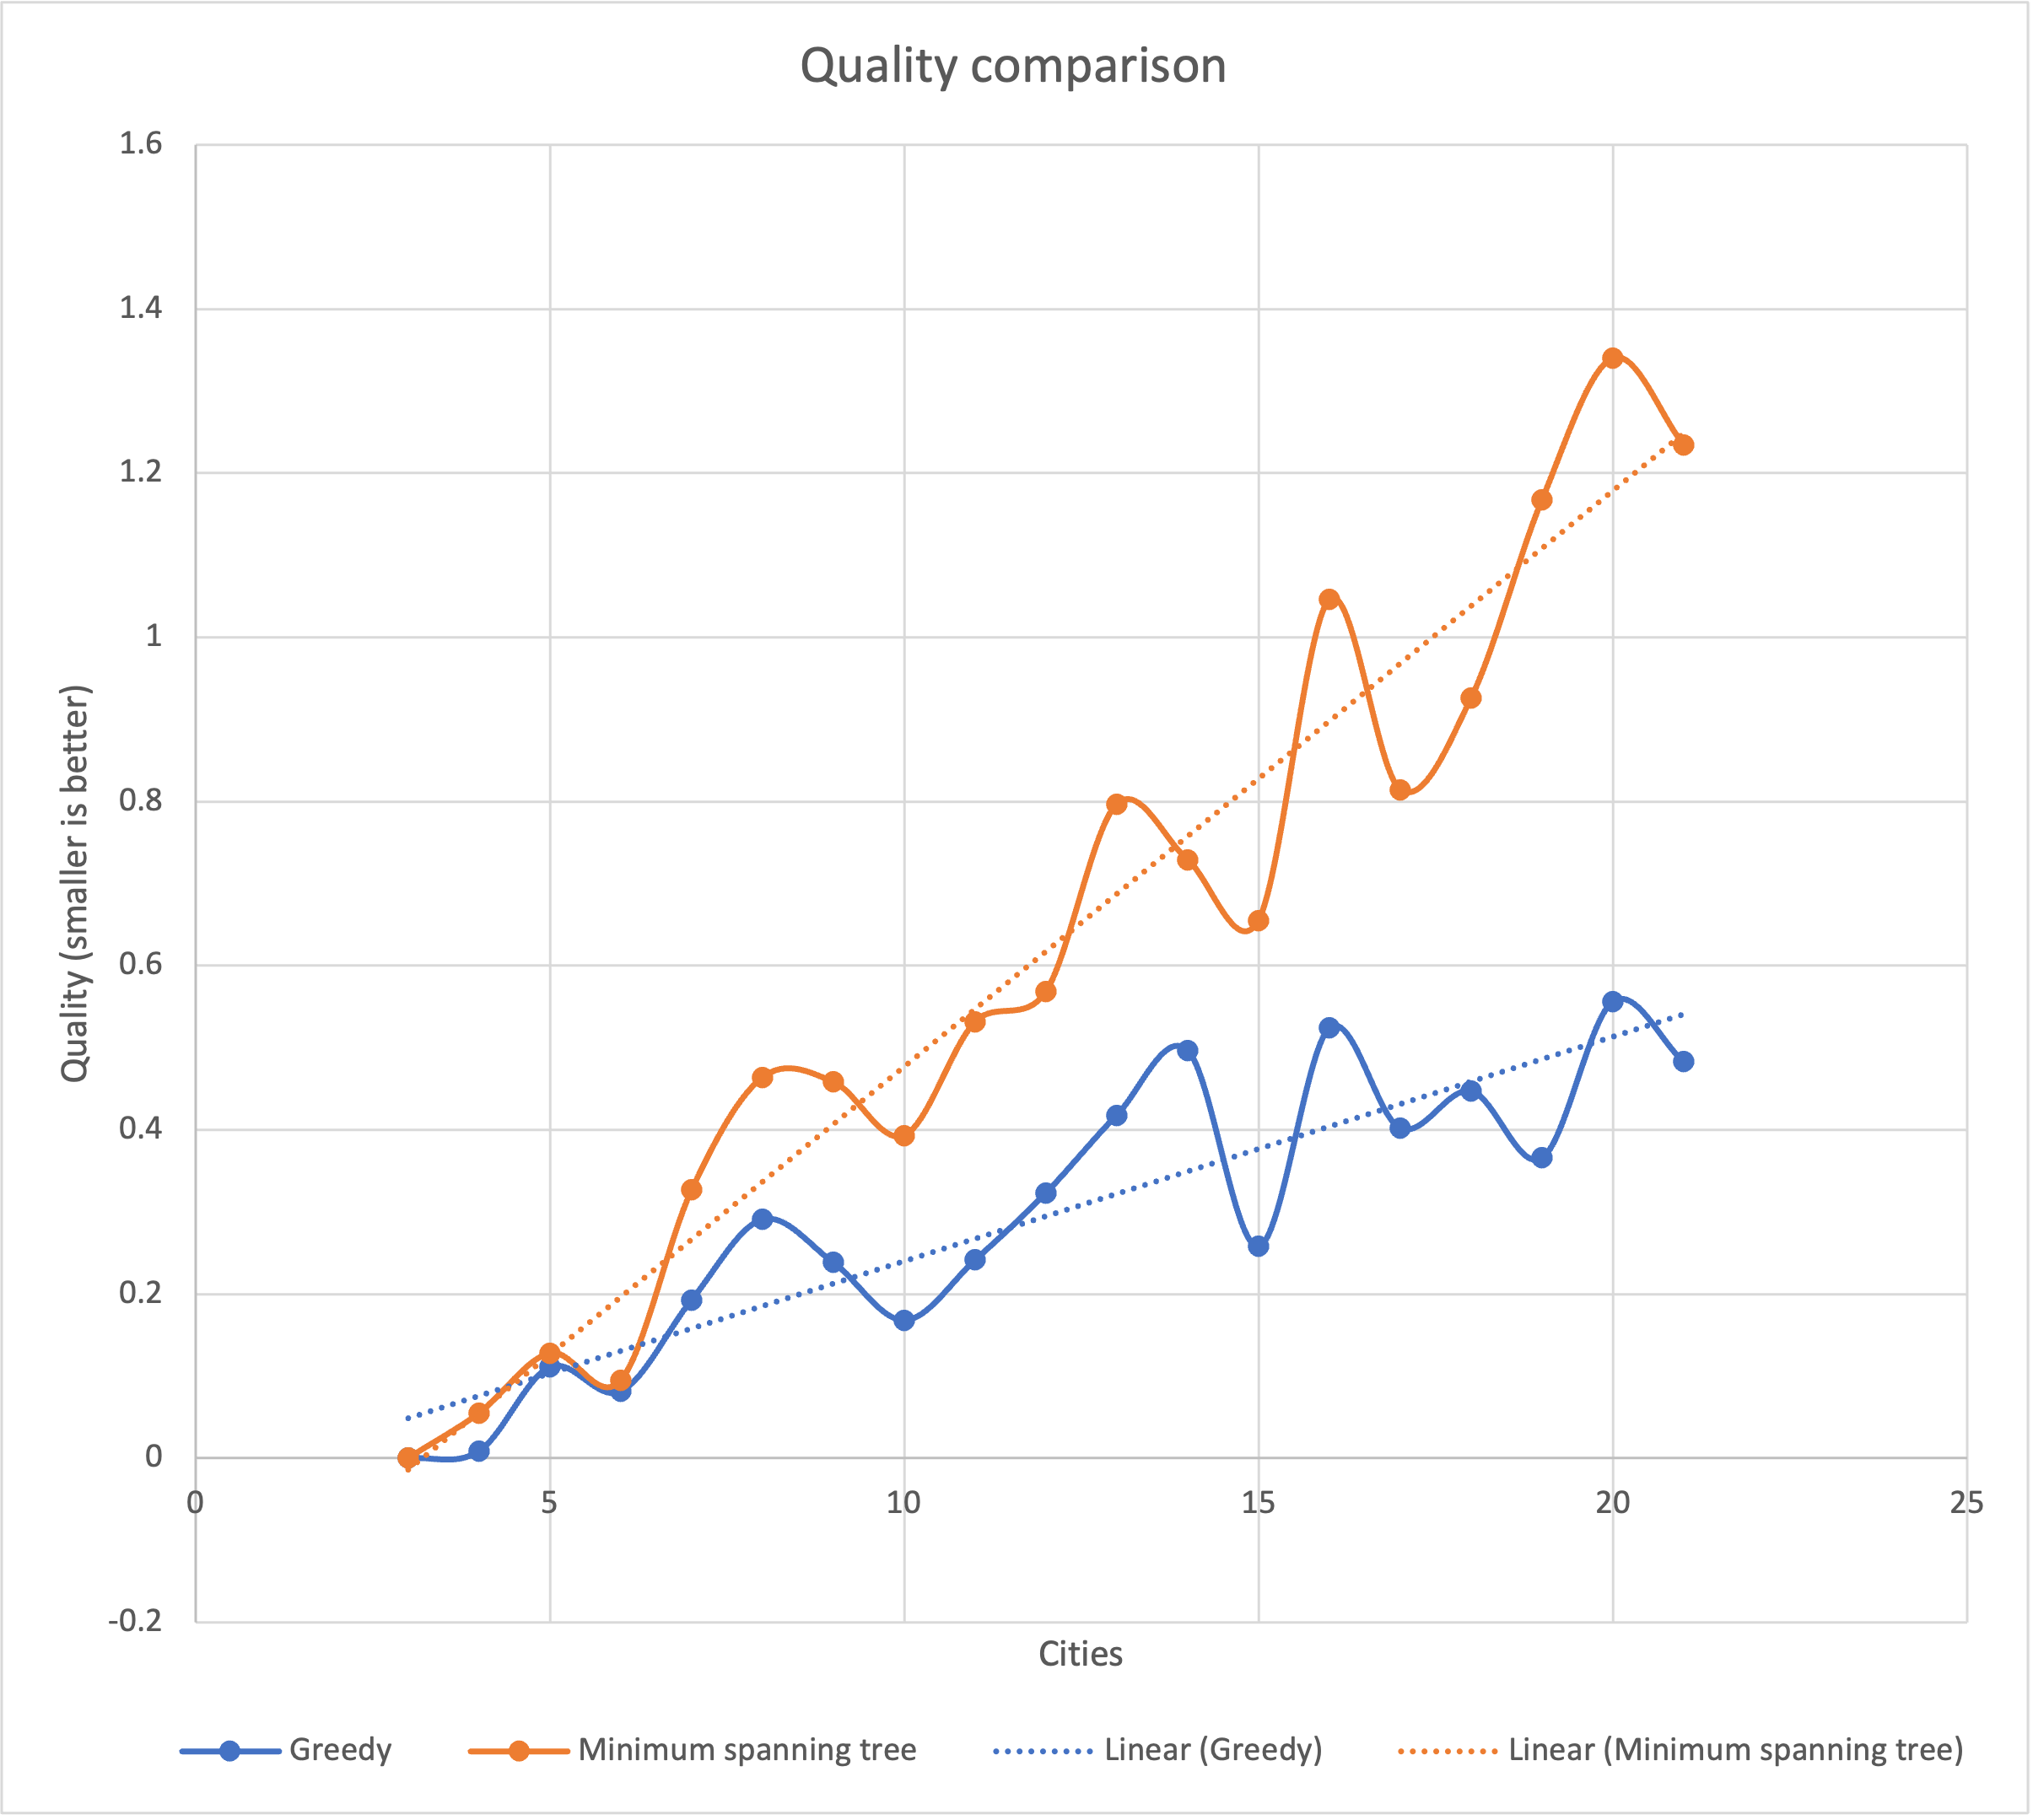 Quality comparison
1.6
1.4
1.2
1
0.8
0.6
0.4
0.2
0
-0.2
Quality (smaller is better)
0 5 10 15 20 25
Cities
Greedy Minimum spanning tree Linear (Greedy) Linear (Minimum spanning tree)